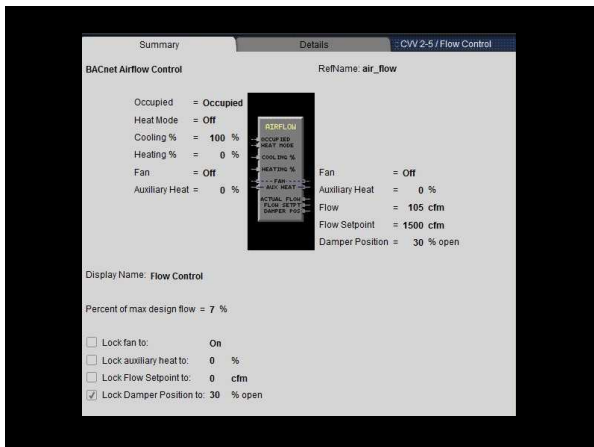 Summary
Details
:: CVV 2-5 / Flow Control
BACnet Airflow Control
RefName: air_flow
Occupied = Occupied
Heat Mode = Off
Cooling % = 100 %
Heating % = 0 %
Fan = Off
Auxiliary Heat = 0 %
AIRFLOW
OCCUPIED
HEAT MODE
COOLING %
HEATING %
FAN
AUX HEAT
ACTUAL FLOW
FLOW SETPT
DAMPER POS
Fan = Off
Auxiliary Heat = 0 %
Flow = 105 cfm
Flow Setpoint = 1500 cfm
Damper Position = 30 % open
Display Name: Flow Control
Percent of max design flow = 7 %
Lock fan to: On
Lock auxiliary heat to: 0 %
Lock Flow Setpoint to: 0 cfm
Lock Damper Position to: 30 % open